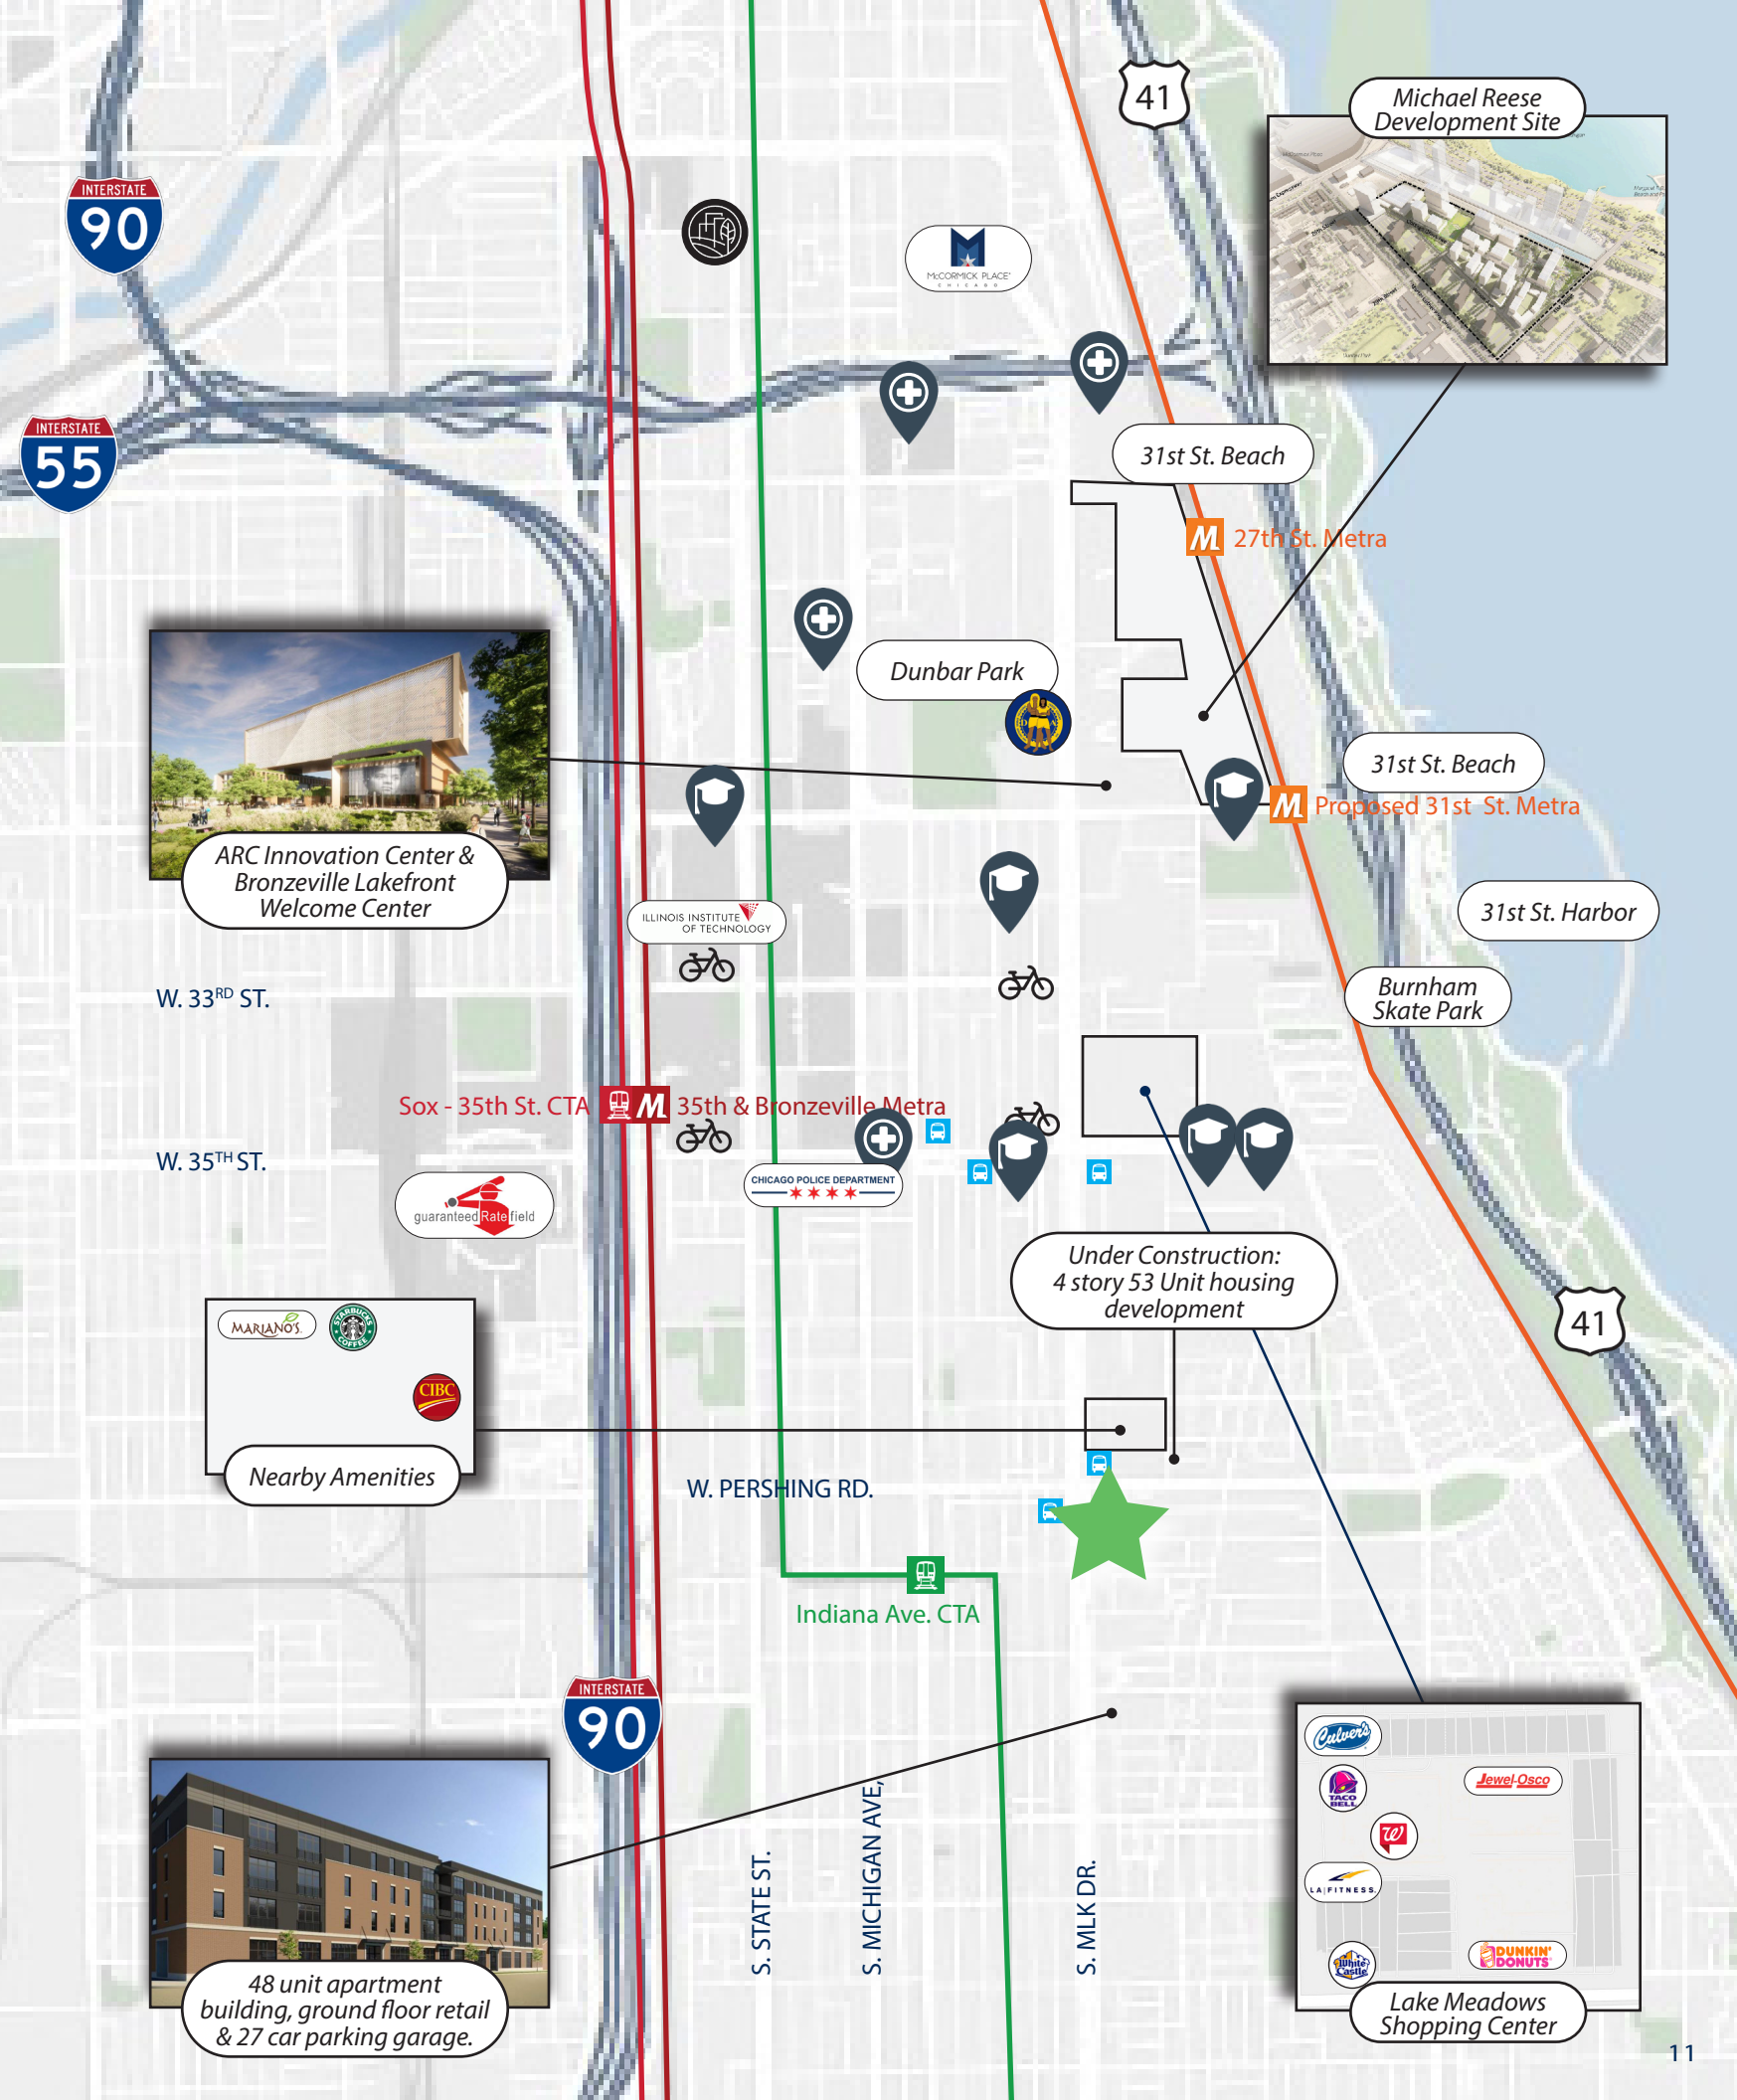 41
Michael Reese
Development Site
INTERSTATE
90
McCORMICK PLACE
CHICAGO
INTERSTATE
55
31st St. Beach
27th St. Metra
Dunbar Park
31st St. Beach
Proposed 31st St. Metra
ARC Innovation Center &
Bronzeville Lakefront
Welcome Center
ILLINOIS INSTITUTE
OF TECHNOLOGY
31st St. Harbor
Burnham
Skate Park
W. 33RD ST.
Sox - 35th St. CTA
35th & Bronzeville Metra
W. 35TH ST.
CHICAGO POLICE DEPARTMENT
guaranteed Rate field
Under Construction:
4 story 53 Unit housing
development
MARIANO'S
STARBUCKS
COFFEE
CIBC
Nearby Amenities
41
W. PERSHING RD.
Indiana Ave. CTA
INTERSTATE
90
48 unit apartment
building, ground floor retail
& 27 car parking garage.
S. STATE ST.
S. MICHIGAN AVE,
S. MLK DR.
Culver's
TACO
BELL
Jewel-Osco
W
LA FITNESS
White
Castle
DUNKIN'
DONUTS
Lake Meadows
Shopping Center
11